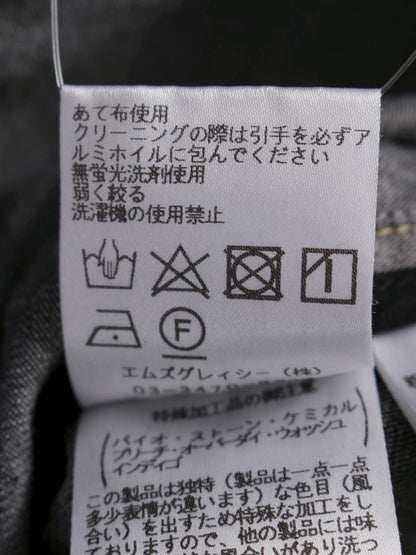 あて布使用
クリーニングの際は引手を必ずア
ルミホイルに包んでください
無蛍光洗剤使用
弱く絞る
洗濯機の使用禁止
F
エムズグレイシー(株)
03-3470-
特殊加工品の御注意
(バイオ・ストーン・ケミカル
ブリーチ・オーバーダイ・ウォッシュ
インディゴ)
この製品は独特(製品は一点一点
多少表情が違います)な色目(風
合い)を出すため特殊な加工をし
ておりますので、他の製品には味